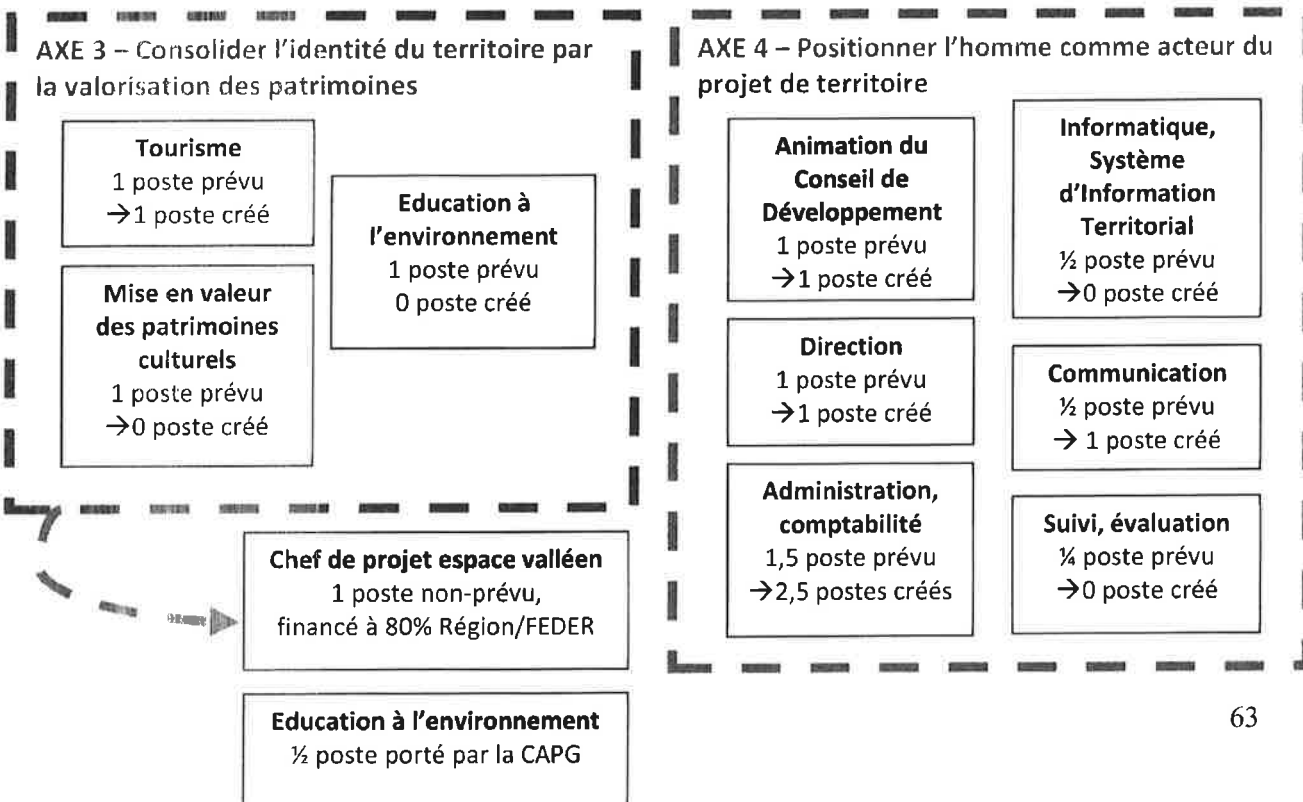 AXE 3 – Consolider l'identité du territoire par
la valorisation des patrimoines
Tourisme
1 poste prévu
→1 poste créé
Education à
l'environnement
1 poste prévu
0 poste créé
Mise en valeur
des patrimoines
culturels
1 poste prévu
→0 poste créé
Chef de projet espace valléen
1 poste non-prévu,
financé à 80% Région/FEDER
Education à l'environnement
½ poste porté par la CAPG
AXE 4 – Positionner l'homme comme acteur du
projet de territoire
Animation du
Conseil de
Développement
1 poste prévu
→1 poste créé
Informatique,
Système
d'Information
Territorial
½ poste prévu
→0 poste créé
Direction
1 poste prévu
→1 poste créé
Communication
½ poste prévu
→ 1 poste créé
Administration,
comptabilité
1,5 poste prévu
→2,5 postes créés
Suivi, évaluation
¼ poste prévu
→0 poste créé
63